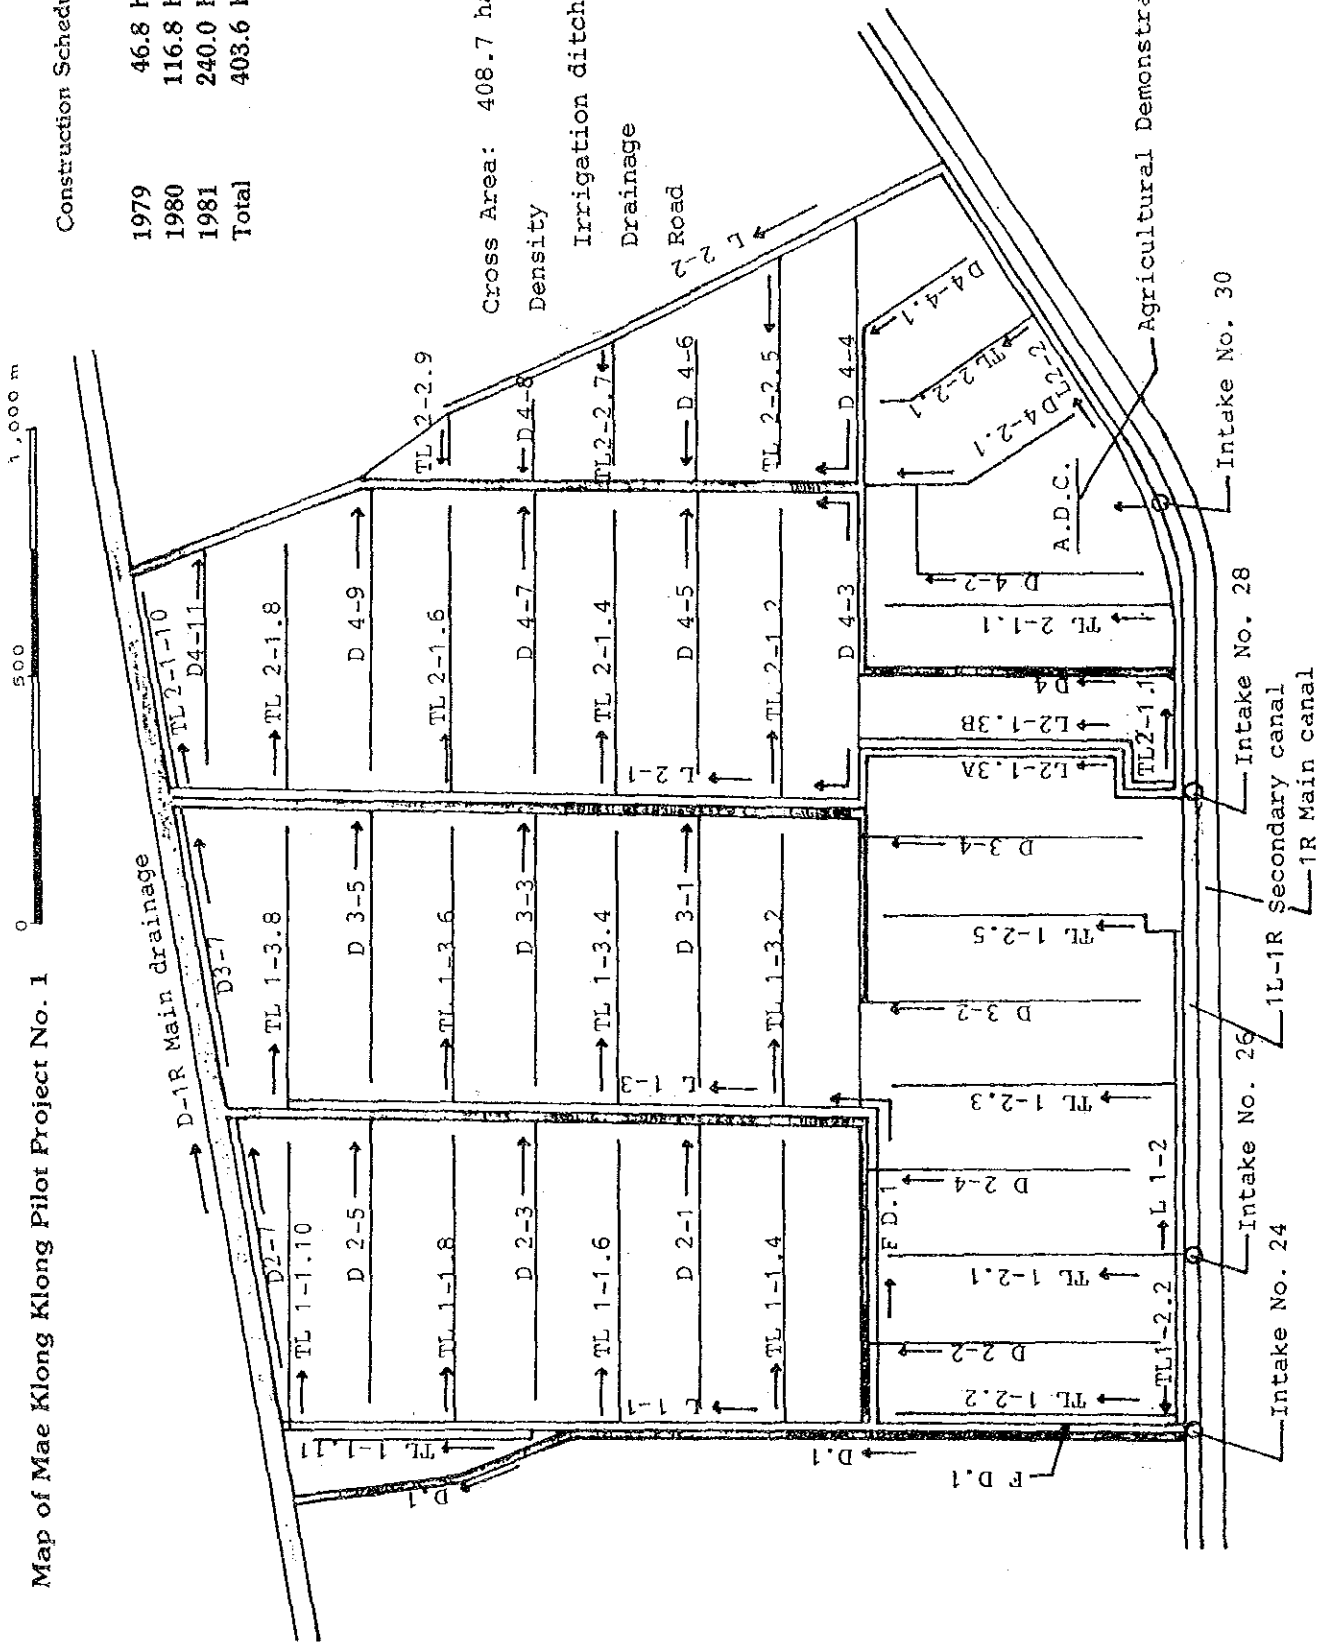 Map of Mae Klong Klong Pilot Project No. 1
0 500 1,000 m
Construction Schedu
1979 46.8 h
1980 116.8 h
1981 240.0 h
Total 403.6 h
Cross Area: 408.7 ha
Density
Irrigation ditch
Drainage
Road
D-1R Main drainage
D2-7
D3-7
TL 2-1-10
D4-11
TL 1-1.10
TL 1-3.8
TL 2-1.8
D 2-5
D 3-5
D 4-9
TL 1-1.8
TL 1-3.6
TL 2-1.6
TL 2-2.9
D 2-3
D 3-3
D 4-7
D 4-8
TL 1-1.6
TL 1-3.4
TL 2-1.4
TL2-2.7
D 2-1
D 3-1
D 4-5
D 4-6
TL 1-1.4
TL 1-3.2
TL 2-1 2
TL 2-2.5
L 1-1
L 1-3
L 2-1
L 2-2
D 4-3
D 4-4
TL 1-1.11
D.1
D.1
F D.1
F D.1
TL 1-2.2
D 2-2
TL 1-2.1
D 2-4
TL 1-2.3
D 3-2
TL 1-2.5
D 3-4
L2-1.3A
L2-1.3B
D4
TL 2-1.1
D 4-2
D4-2.1
TL 2-2.1
D4-4.1
L2-2
A.D.C.
TL1-2.2
L 1-2
TL2-1.1
Agricultural Demonstra
Intake No. 24
Intake No. 26
Intake No. 28
Intake No. 30
1L-1R Secondary canal
1R Main canal